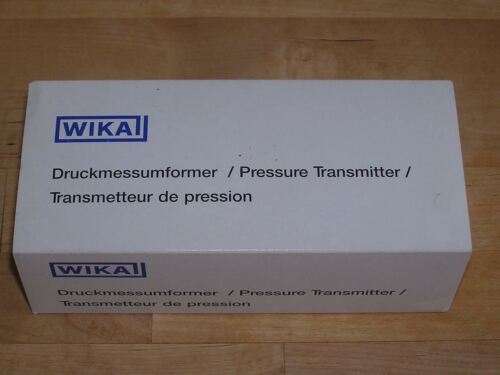 WIKA
Druckmessumformer / Pressure Transmitter /
Transmetteur de pression
WIKA
Druckmessumformer / Pressure Transmitter /
Transmetteur de pression